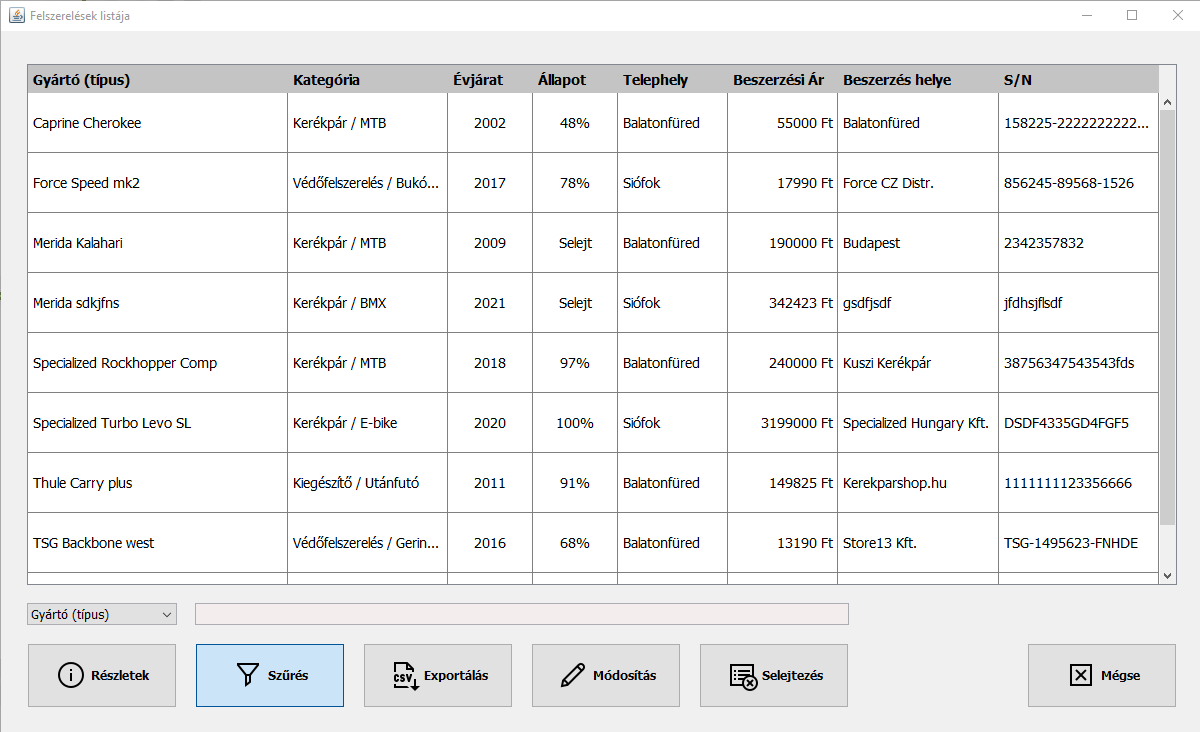 Felszerelések listája
Gyártó (típus) Kategória Évjárat Állapot Telephely Beszerzési Ár Beszerzés helye S/N
Caprine Cherokee Kerékpár / MTB 2002 48% Balatonfüred 55000 Ft Balatonfüred 158225-2222222222...
Force Speed mk2 Védőfelszerelés / Bukó... 2017 78% Siófok 17990 Ft Force CZ Distr. 856245-89568-1526
Merida Kalahari Kerékpár / MTB 2009 Selejt Balatonfüred 190000 Ft Budapest 2342357832
Merida sdkjfns Kerékpár / BMX 2021 Selejt Siófok 342423 Ft gsdfjsdf jfdhsjflsdf
Specialized Rockhopper Comp Kerékpár / MTB 2018 97% Balatonfüred 240000 Ft Kuszi Kerékpár 38756347543543fds
Specialized Turbo Levo SL Kerékpár / E-bike 2020 100% Siófok 3199000 Ft Specialized Hungary Kft. DSDF4335GD4FGF5
Thule Carry plus Kiegészítő / Utánfutó 2011 91% Balatonfüred 149825 Ft Kerekparshop.hu 1111111123356666
TSG Backbone west Védőfelszerelés / Gerin... 2016 68% Balatonfüred 13190 Ft Store13 Kft. TSG-1495623-FNHDE
Gyártó (típus)
Részletek Szűrés CSV Exportálás Módosítás Selejtezés Mégse